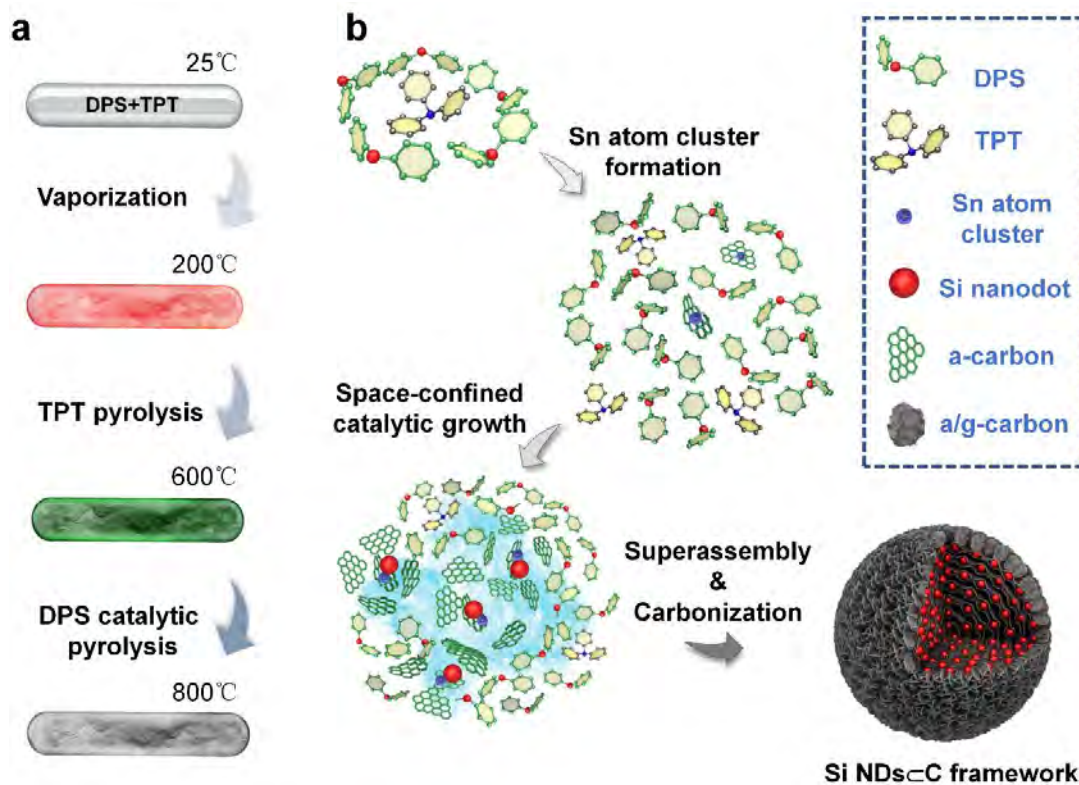 a
25℃
DPS+TPT
Vaporization
200℃
TPT pyrolysis
600℃
DPS catalytic
pyrolysis
800℃
b
Sn atom cluster
formation
Space-confined
catalytic growth
Superassembly
&
Carbonization
Si NDs⊂C framework
DPS
TPT
Sn atom
cluster
Si nanodot
a-carbon
a/g-carbon